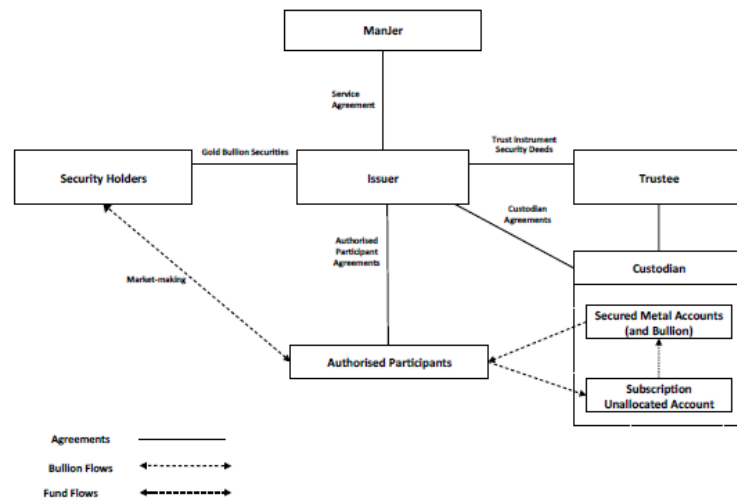 ManJer
Service
Agreement
Gold Bullion Securities
Trust Instrument
Security Deeds
Security Holders
Issuer
Trustee
Custodian
Agreements
Authorised
Participant
Agreements
Market-making
Custodian
Secured Metal Accounts
(and Bullion)
Authorised Participants
Subscription
Unallocated Account
Agreements
Bullion Flows
Fund Flows